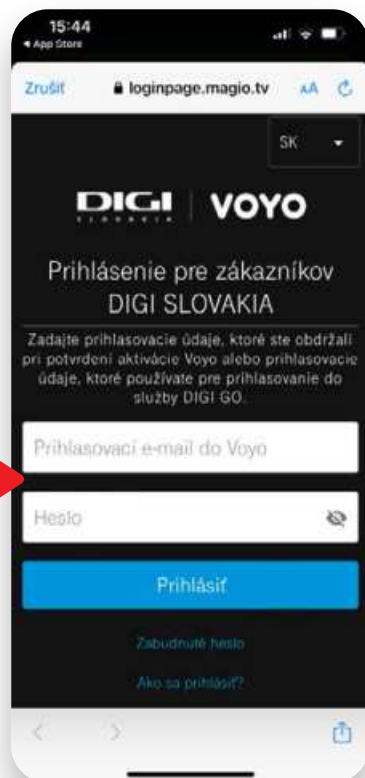 15:44
App Store
Zrušiť
loginpage.magio.tv
AA
SK
DIGI
SLOVAKIA
VOYO
Prihlásenie pre zákazníkov
DIGI SLOVAKIA
Zadajte prihlasovacie údaje, ktoré ste obdržali
pri potvrdení aktivácie Voyo alebo prihlasovacie
údaje, ktoré používate pre prihlasovanie do
služby DIGI GO.
Prihlasovací e-mail do Voyo
Heslo
Prihlásiť
Zabudnuté heslo
Ako sa prihlásiť?